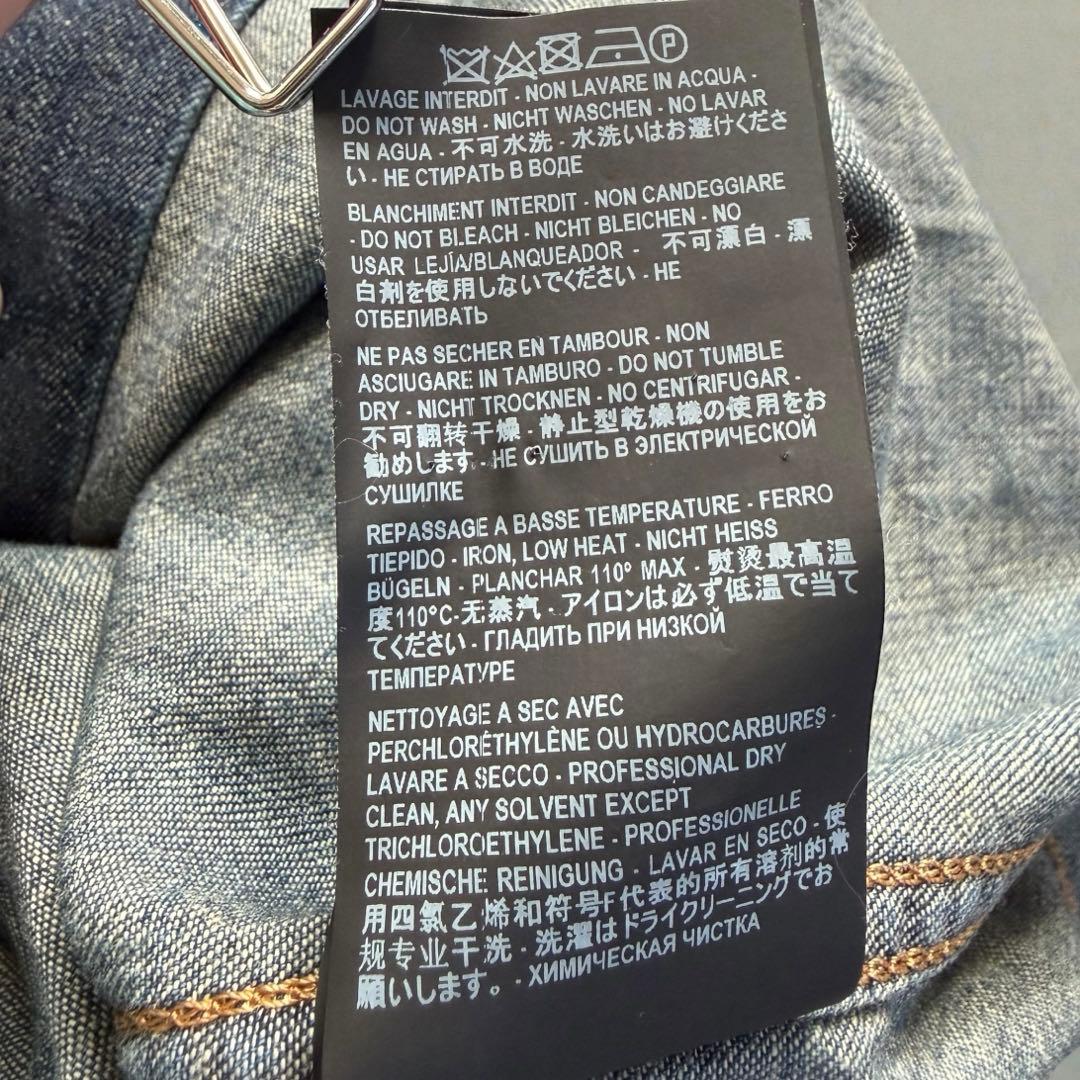 P
LAVAGE INTERDIT - NON LAVARE IN ACQUA -
DO NOT WASH - NICHT WASCHEN - NO LAVAR
EN AGUA - 不可水洗 - 水洗いはお避けくださ
い - НЕ СТИРАТЬ В ВОДЕ
BLANCHIMENT INTERDIT - NON CANDEGGIARE
- DO NOT BLEACH - NICHT BLEICHEN - NO
USAR LEJÍA/BLANQUEADOR - 不可漂白 - 漂
白剤を使用しないでください - НЕ
ОТБЕЛИВАТЬ
NE PAS SECHER EN TAMBOUR - NON
ASCIUGARE IN TAMBURO - DO NOT TUMBLE
DRY - NICHT TROCKNEN - NO CENTRIFUGAR -
不可翻转干燥 - 静止型乾燥機の使用をお
勧めします - НЕ СУШИТЬ В ЭЛЕКТРИЧЕСКОЙ
СУШИЛКЕ
REPASSAGE A BASSE TEMPERATURE - FERRO
TIEPIDO - IRON, LOW HEAT - NICHT HEISS
BÜGELN - PLANCHAR 110° MAX - 熨烫最高温
度110°C-无蒸汽 - アイロンは必ず低温で当て
てください - ГЛАДИТЬ ПРИ НИЗКОЙ
ТЕМПЕРАТУРЕ
NETTOYAGE A SEC AVEC
PERCHLORÉTHYLÈNE OU HYDROCARBURES -
LAVARE A SECCO - PROFESSIONAL DRY
CLEAN, ANY SOLVENT EXCEPT
TRICHLOROETHYLENE - PROFESSIONELLE
CHEMISCHE REINIGUNG - LAVAR EN SECO - 使
用四氯乙烯和符号F代表的所有溶剂的常
规专业干洗 - 洗濯はドライクリーニングでお
願いします。 - ХИМИЧЕСКАЯ ЧИСТКА